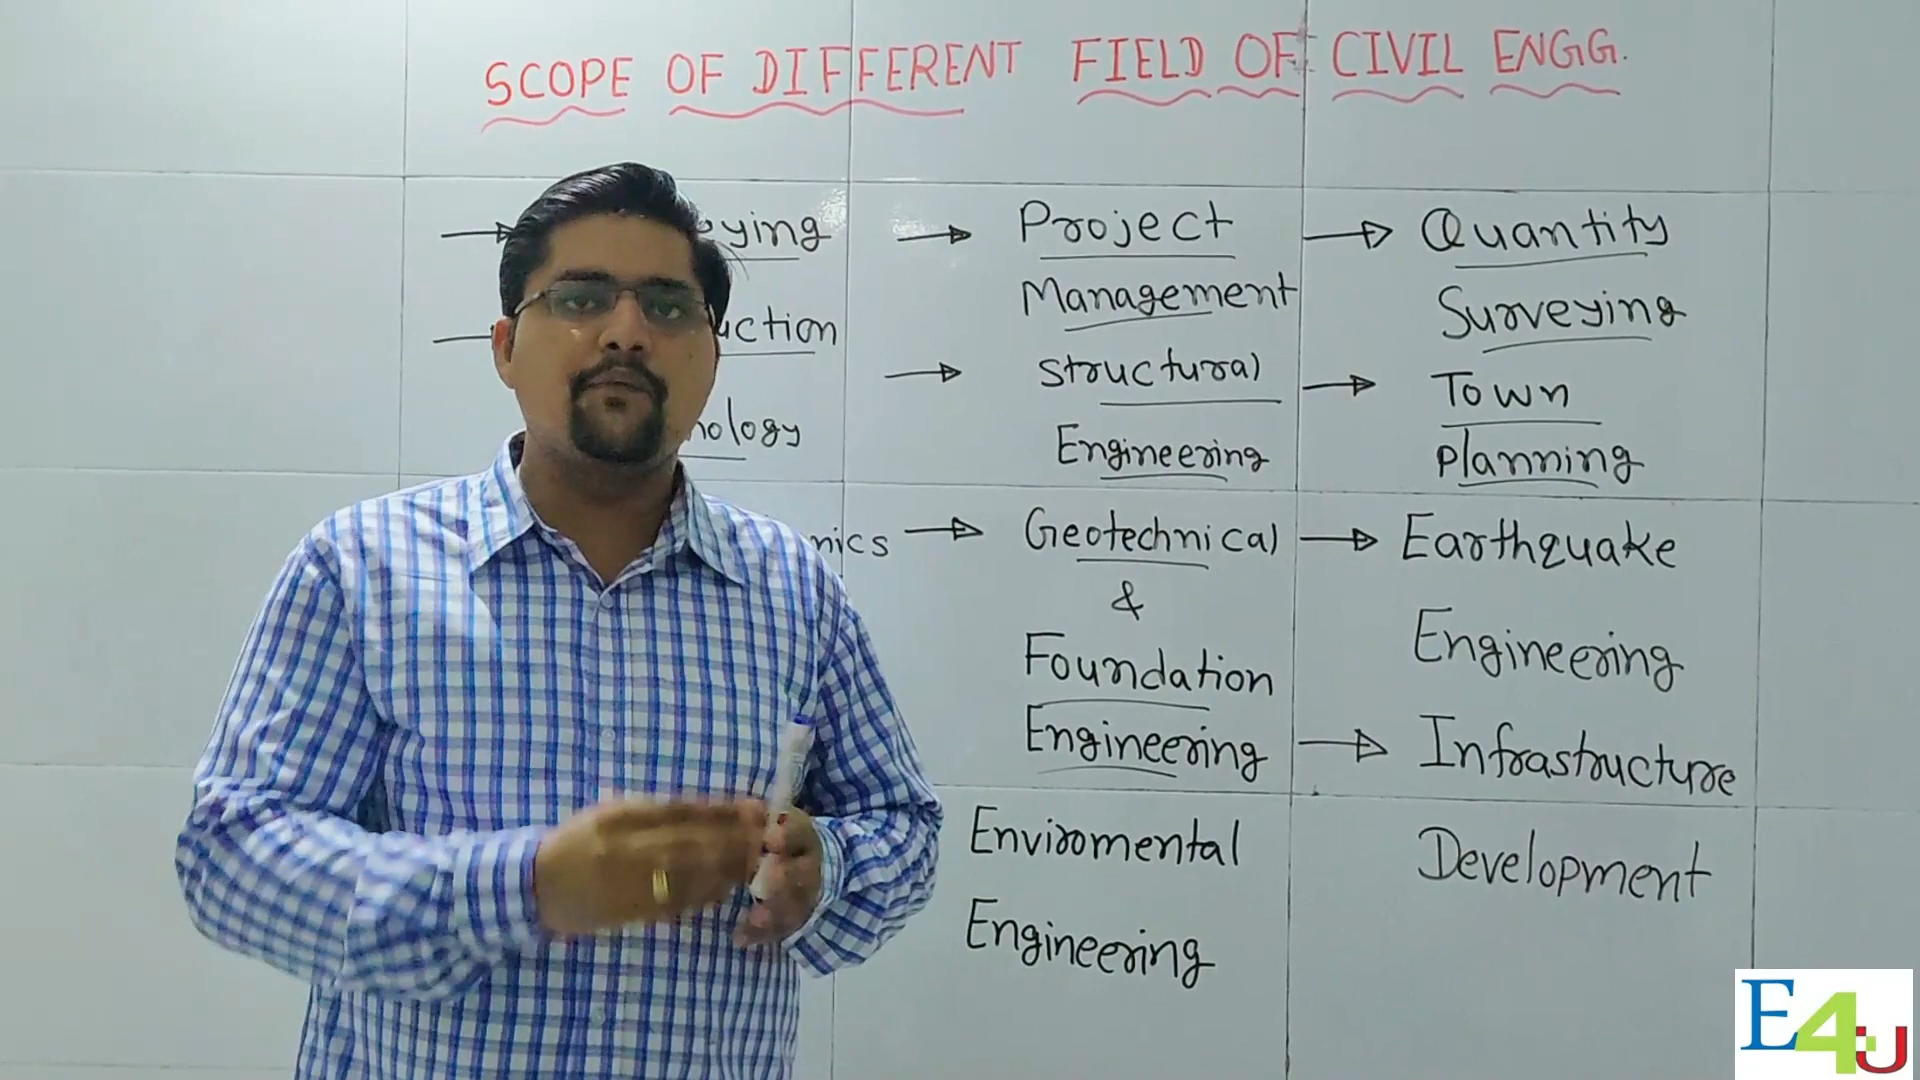 SCOPE OF DIFFERENT FIELD OF CIVIL ENGG.
Project
Management
Structural
Engineering
Geotechnical
&
Foundation
Engineering
Enviromental
Engineering
Quantity
Surveying
Town
planning
Earthquake
Engineering
Infrastructure
Development
E4U